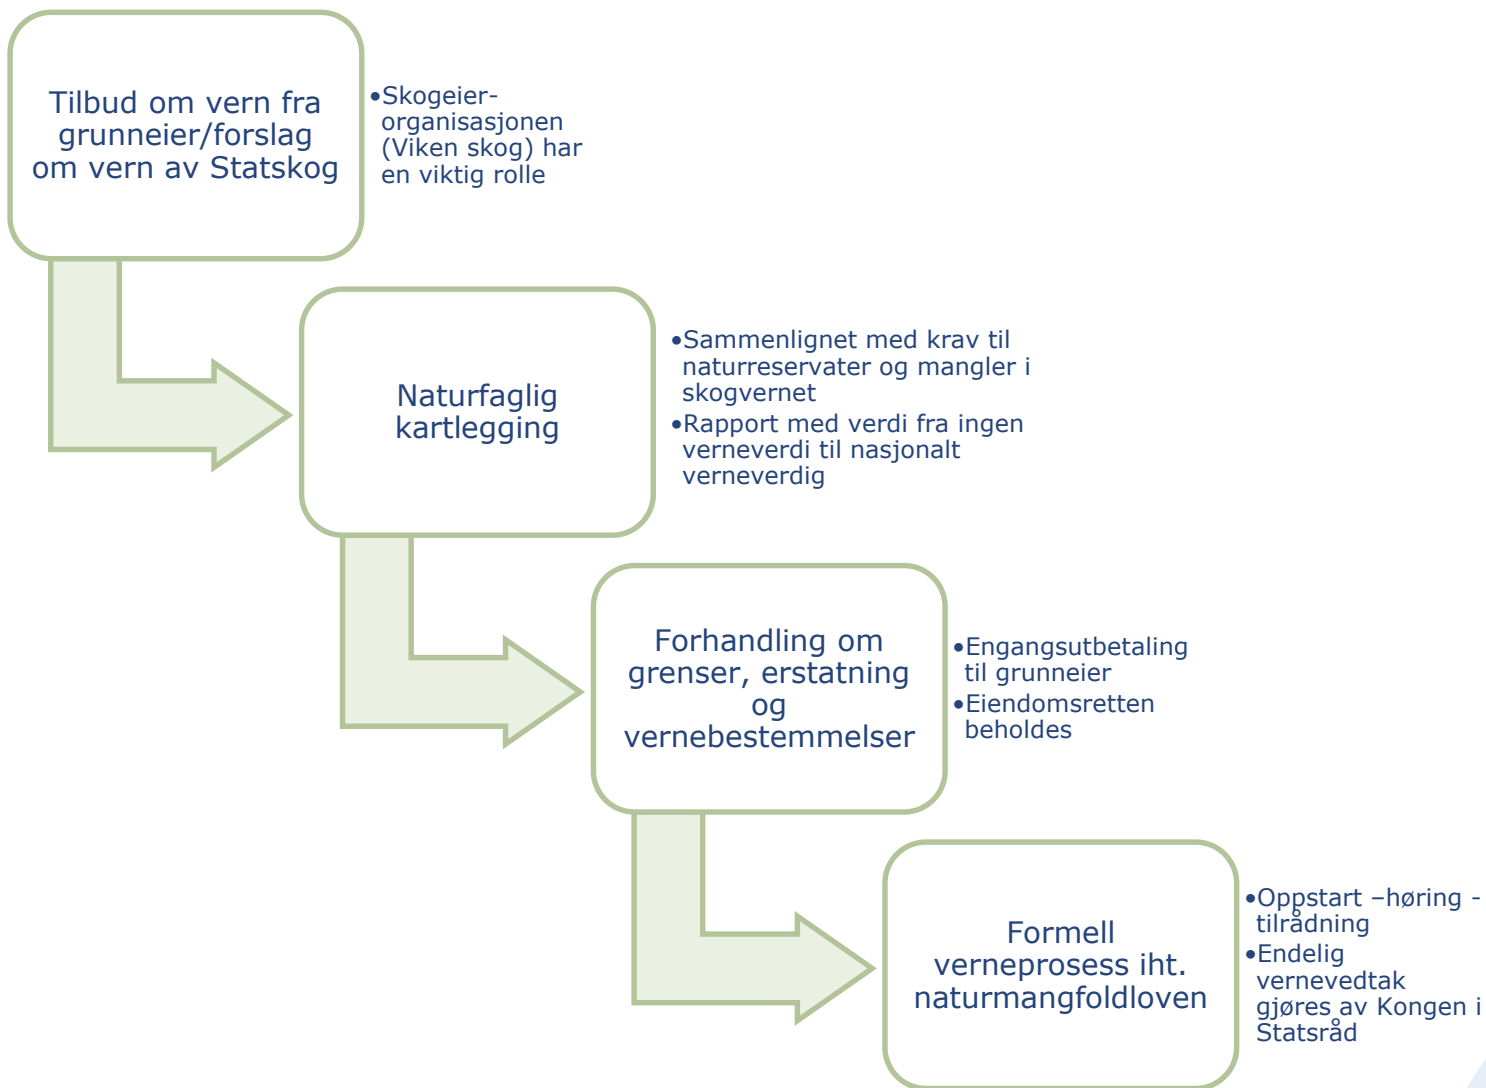 Tilbud om vern fra
grunneier/forslag
om vern av Statskog
•Skogeier-
organisasjonen
(Viken skog) har
en viktig rolle
Naturfaglig
kartlegging
•Sammenlignet med krav til
naturreservater og mangler i
skogvernet
•Rapport med verdi fra ingen
verneverdi til nasjonalt
verneverdig
Forhandling om
grenser, erstatning
og
vernebestemmelser
•Engangsutbetaling
til grunneier
•Eiendomsretten
beholdes
Formell
verneprosess iht.
naturmangfoldloven
•Oppstart –høring -
tilrådning
•Endelig
vernevedtak
gjøres av Kongen i
Statsråd